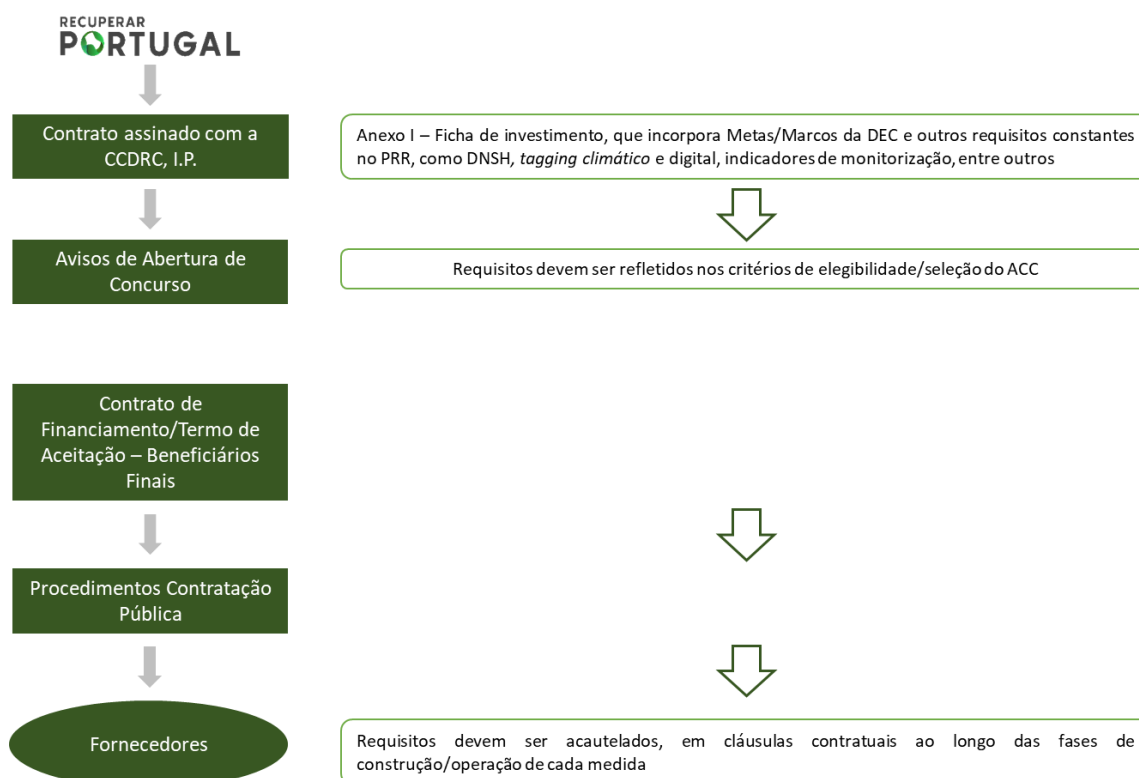 RECUPERAR
PORTUGAL
Contrato assinado com a
CCDRC, I.P.
Anexo I – Ficha de investimento, que incorpora Metas/Marcos da DEC e outros requisitos constantes
no PRR, como DNSH, tagging climático e digital, indicadores de monitorização, entre outros
Avisos de Abertura de
Concurso
Requisitos devem ser refletidos nos critérios de elegibilidade/seleção do ACC
Contrato de
Financiamento/Termo de
Aceitação – Beneficiários
Finais
Procedimentos Contratação
Pública
Fornecedores
Requisitos devem ser acautelados, em cláusulas contratuais ao longo das fases de
construção/operação de cada medida